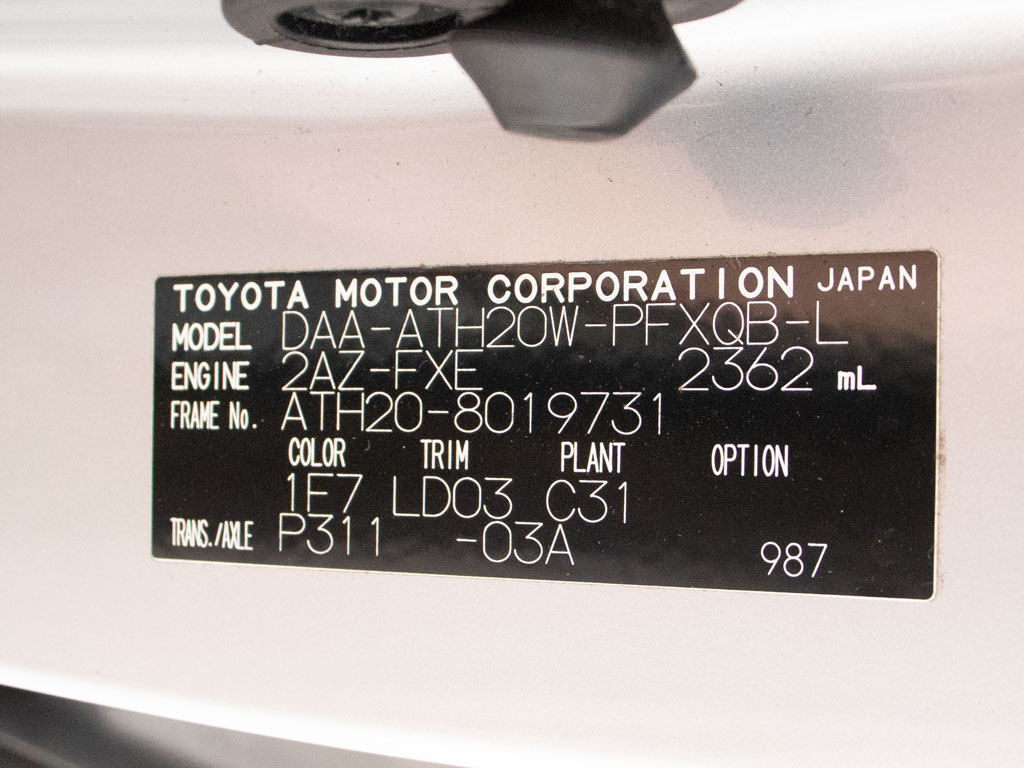 TOYOTA MOTOR CORPORATION JAPAN
MODEL DAA-ATH20W-PFXQB-L
ENGINE 2AZ-FXE 2362 mL
FRAME No. ATH20-8019731
COLOR TRIM PLANT OPTION
1F7 LD03 C31
TRANS./AXLE P311 -03A 987